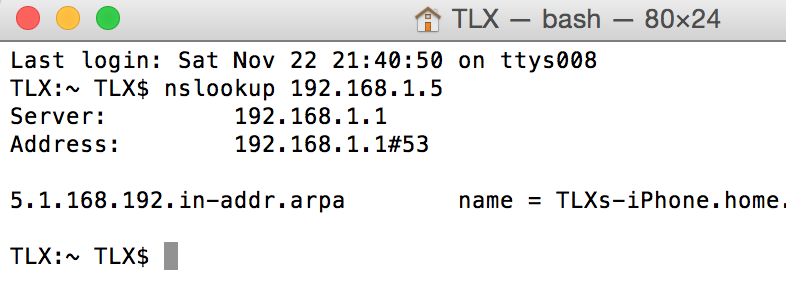 TLX — bash — 80×24
Last login: Sat Nov 22 21:40:50 on ttys008
TLX:~ TLX$ nslookup 192.168.1.5
Server: 192.168.1.1
Address: 192.168.1.1#53
5.1.168.192.in-addr.arpa name = TLXs-iPhone.home.
TLX:~ TLX$